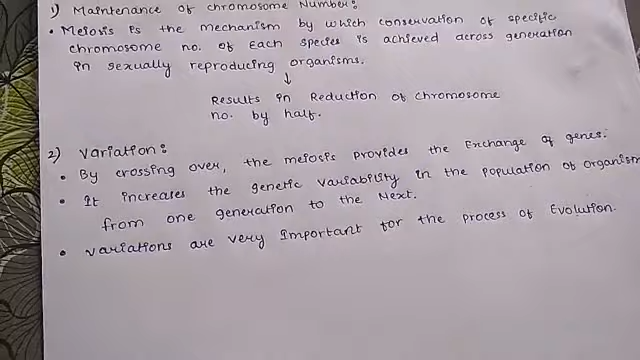 1) Maintenance of chromosome Number:
• Meiosis is the mechanism by which conservation of specific
chromosome no. of Each species is achieved across generation
in sexually reproducing organisms.
↓
Results in Reduction of chromosome
no. by half.
2) Variation:
• By crossing over, the meiosis provides the Exchange of genes.
• It increases the genetic variability in the population of organism
from one generation to the Next.
• Variations are very Important for the process of Evolution.